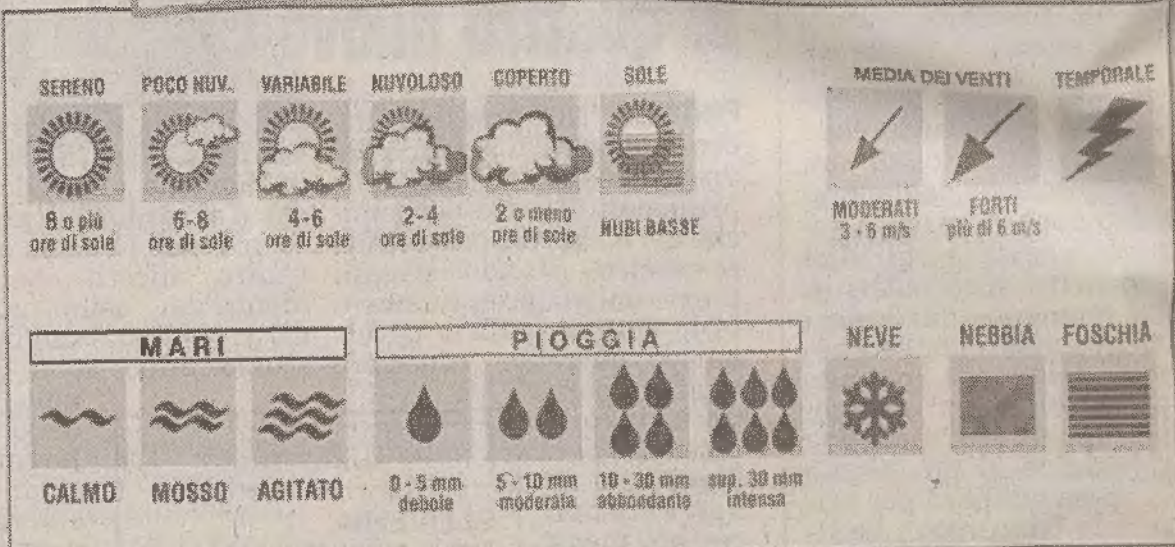 SERENO
8 o più
ore di sole
POCO NUV.
6-8
ore di sole
VARIABILE
4-6
ore di sole
NUVOLOSO
2-4
ore di sole
COPERTO
2 o meno
ore di sole
SOLE
NUBI BASSE
MEDIA DEI VENTI
MODERATI
3 - 6 m/s
FORTI
più di 6 m/s
TEMPORALE
MARI
CALMO
MOSSO
AGITATO
PIOGGIA
0 - 5 mm
debole
5 - 10 mm
moderata
10 - 30 mm
abbondante
sup. 30 mm
intensa
NEVE
NEBBIA
FOSCHIA